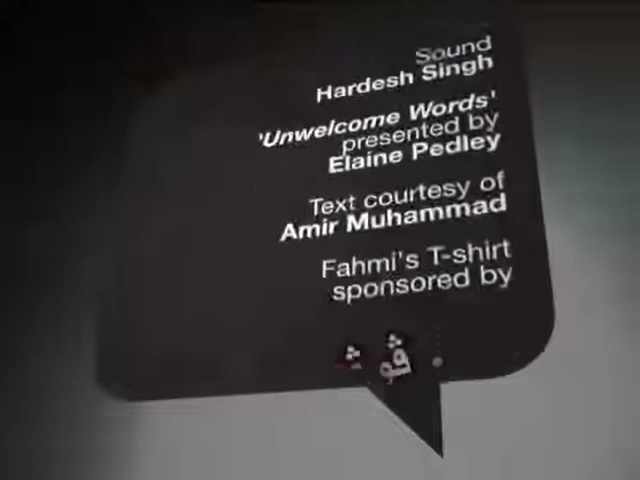 Sound
Hardesh Singh
'Unwelcome Words'
presented by
Elaine Pedley
Text courtesy of
Amir Muhammad
Fahmi's T-shirt
sponsored by